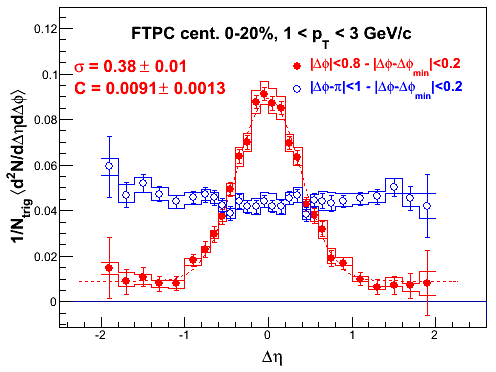 FTPC cent. 0-20%, 1 < p_T < 3 GeV/c
σ = 0.38 ± 0.01
C = 0.0091 ± 0.0013
|Δϕ|<0.8 - |Δϕ-Δϕ_min|<0.2
|Δϕ-π|<1 - |Δϕ-Δϕ_min|<0.2
1/N_trig ⟨d²N/dΔηdΔϕ⟩
0.12
0.1
0.08
0.06
0.04
0.02
0
-2 -1 0 1 2
Δη